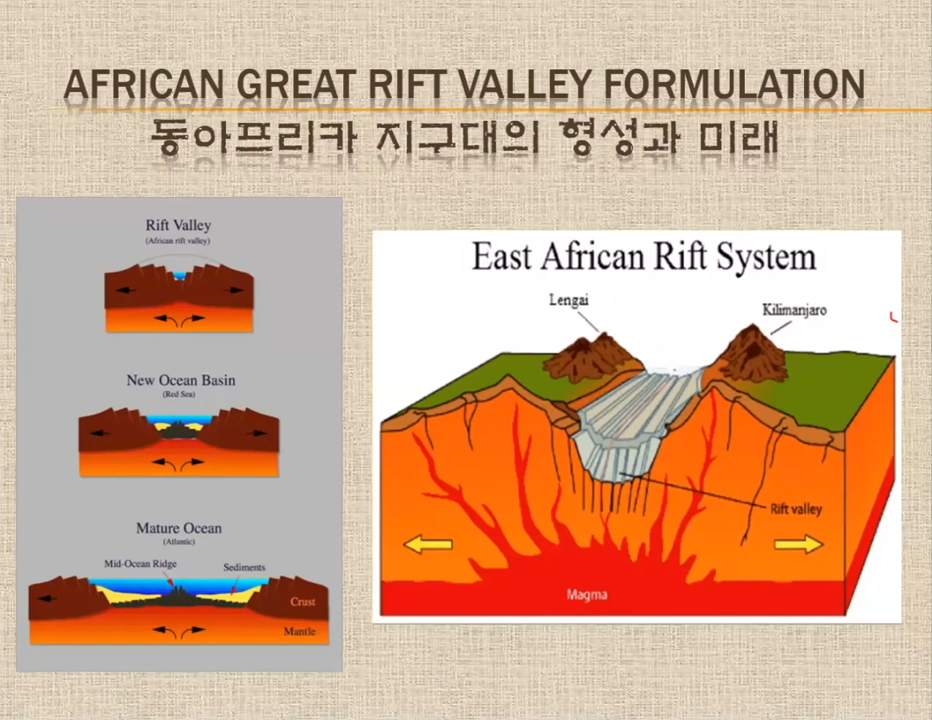 AFRICAN GREAT RIFT VALLEY FORMULATION
동아프리카 지구대의 형성과 미래
Rift Valley
(African rift valley)
New Ocean Basin
(Red Sea)
Mature Ocean
(Atlantic)
Mid-Ocean Ridge
Sediments
Crust
Mantle
East African Rift System
Lengai
Kilimanjaro
Rift valley
Magma